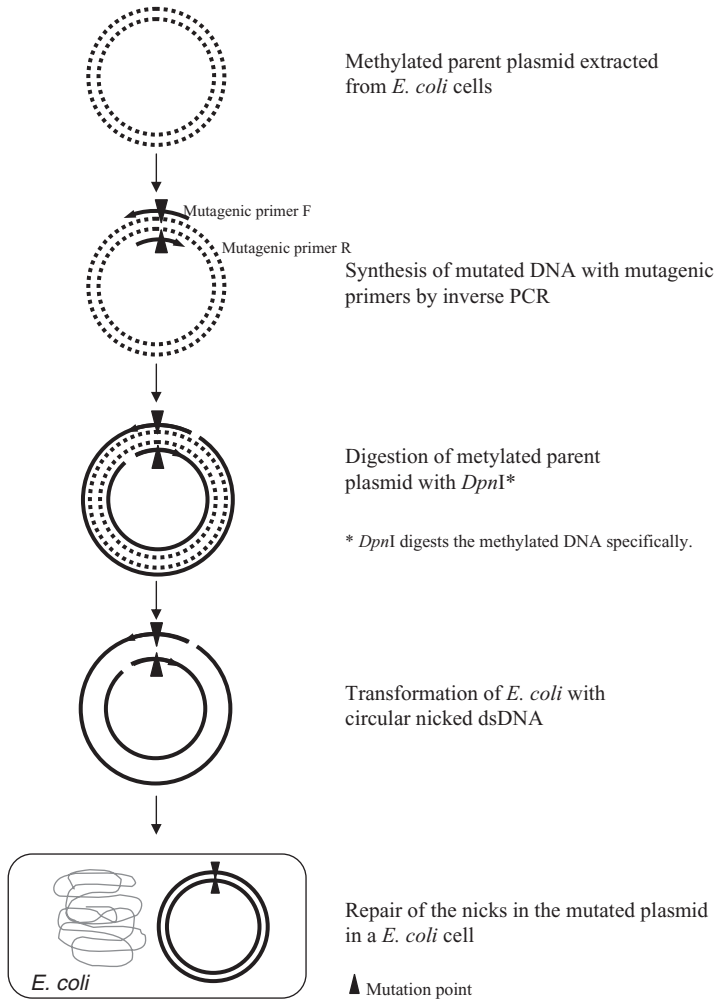 Methylated parent plasmid extracted
from E. coli cells
Mutagenic primer F
Mutagenic primer R
Synthesis of mutated DNA with mutagenic
primers by inverse PCR
Digestion of metylated parent
plasmid with DpnI*
* DpnI digests the methylated DNA specifically.
Transformation of E. coli with
circular nicked dsDNA
Repair of the nicks in the mutated plasmid
in a E. coli cell
E. coli
Mutation point